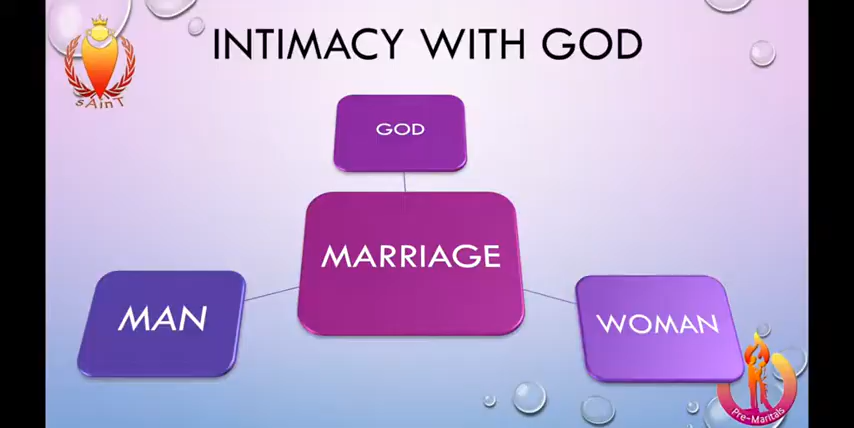 INTIMACY WITH GOD
sAinT
GOD
MARRIAGE
MAN
WOMAN
Pre-Maritals